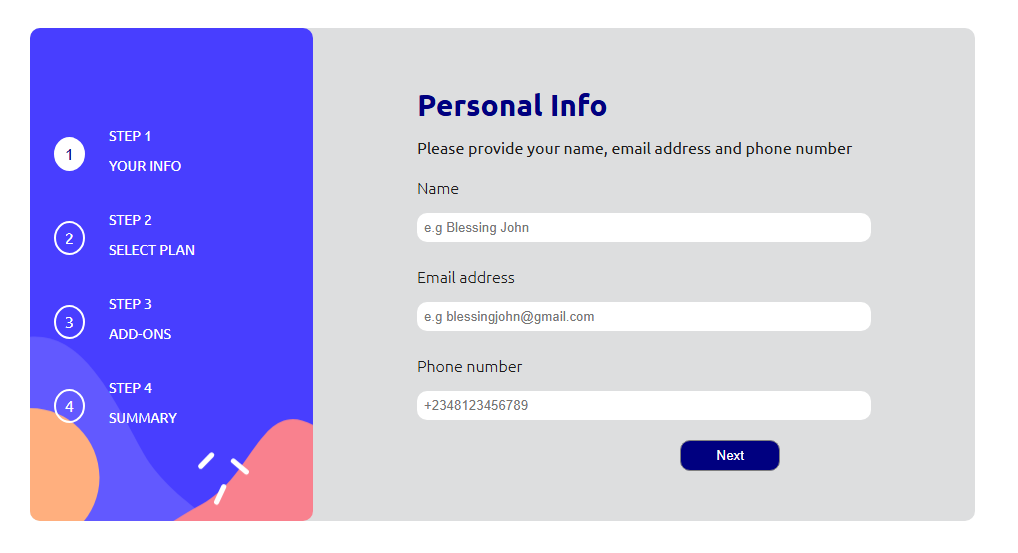 1
STEP 1
YOUR INFO
2
STEP 2
SELECT PLAN
3
STEP 3
ADD-ONS
4
STEP 4
SUMMARY
Personal Info
Please provide your name, email address and phone number
Name
e.g Blessing John
Email address
e.g blessingjohn@gmail.com
Phone number
+2348123456789
Next